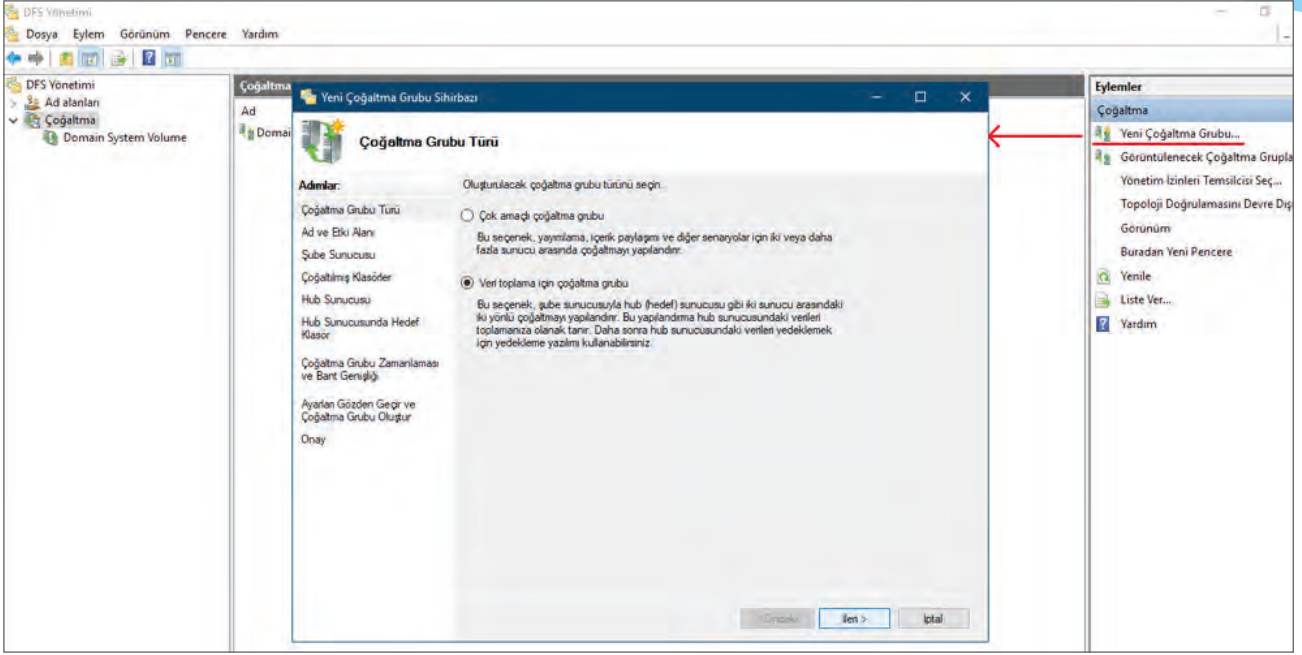 DFS Yönetimi
Dosya Eylem Görünüm Pencere Yardım
DFS Yönetimi
Ad alanları
Çoğaltma
Domain System Volume
Çoğaltma
Ad
Domai
Yeni Çoğaltma Grubu Sihirbazı
Çoğaltma Grubu Türü
Adımlar:
Çoğaltma Grubu Türü
Ad ve Etki Alanı
Şube Sunucusu
Çoğaltılmış Klasörler
Hub Sunucusu
Hub Sunucusunda Hedef
Klasör
Çoğaltma Grubu Zamanlaması
ve Bant Genişliği
Ayarları Gözden Geçir ve
Çoğaltma Grubu Oluştur
Onay
Oluşturulacak çoğaltma grubu türünü seçin.
Çok amaçlı çoğaltma grubu
Bu seçenek, yayımlama, içerik paylaşımı ve diğer senaryolar için iki veya daha
fazla sunucu arasında çoğaltmayı yapılandırır.
Veri toplama için çoğaltma grubu
Bu seçenek, şube sunucusuyla hub (hedef) sunucusu gibi iki sunucu arasındaki
iki yönlü çoğaltmayı yapılandırır. Bu yapılandırma hub sunucusundaki verileri
toplamanıza olanak tanır. Daha sonra hub sunucusundaki verileri yedeklemek
için yedekleme yazılımı kullanabilirsiniz.
< Önceki
İleri >
İptal
Eylemler
Çoğaltma
Yeni Çoğaltma Grubu...
Görüntülenecek Çoğaltma Grupla
Yönetim İzinleri Temsilcisi Seç...
Topoloji Doğrulamasını Devre Dışı
Görünüm
Buradan Yeni Pencere
Yenile
Liste Ver...
Yardım